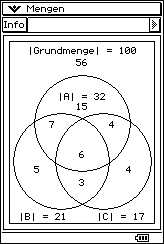 Mengen
Info
|Grundmenge| = 100
56
|A| = 32
15
7 4
6
5 4
3
|B| = 21 |C| = 17